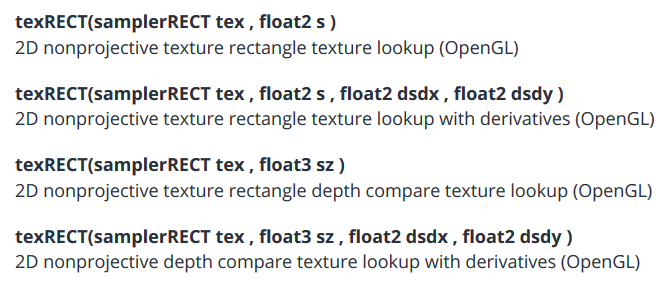 texRECT(samplerRECT tex , float2 s )
2D nonprojective texture rectangle texture lookup (OpenGL)
texRECT(samplerRECT tex , float2 s , float2 dsdx , float2 dsdy )
2D nonprojective texture rectangle texture lookup with derivatives (OpenGL)
texRECT(samplerRECT tex , float3 sz )
2D nonprojective texture rectangle depth compare texture lookup (OpenGL)
texRECT(samplerRECT tex , float3 sz , float2 dsdx , float2 dsdy )
2D nonprojective depth compare texture lookup with derivatives (OpenGL)